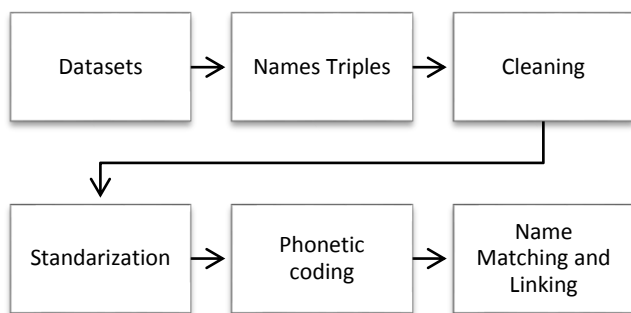 Datasets
Names Triples
Cleaning
Standarization
Phonetic
coding
Name
Matching and
Linking